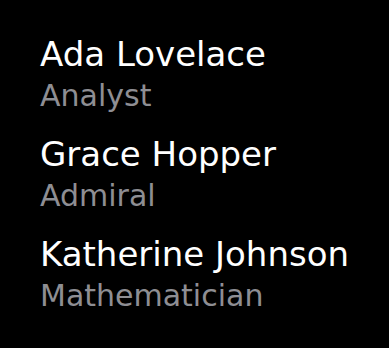 Ada Lovelace
Analyst
Grace Hopper
Admiral
Katherine Johnson
Mathematician